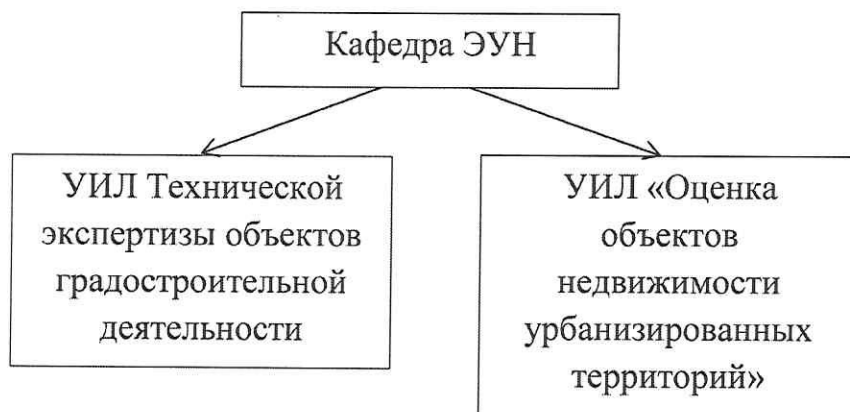 Кафедра ЭУН
УИЛ Технической
экспертизы объектов
градостроительной
деятельности
УИЛ «Оценка
объектов
недвижимости
урбанизированных
территорий»